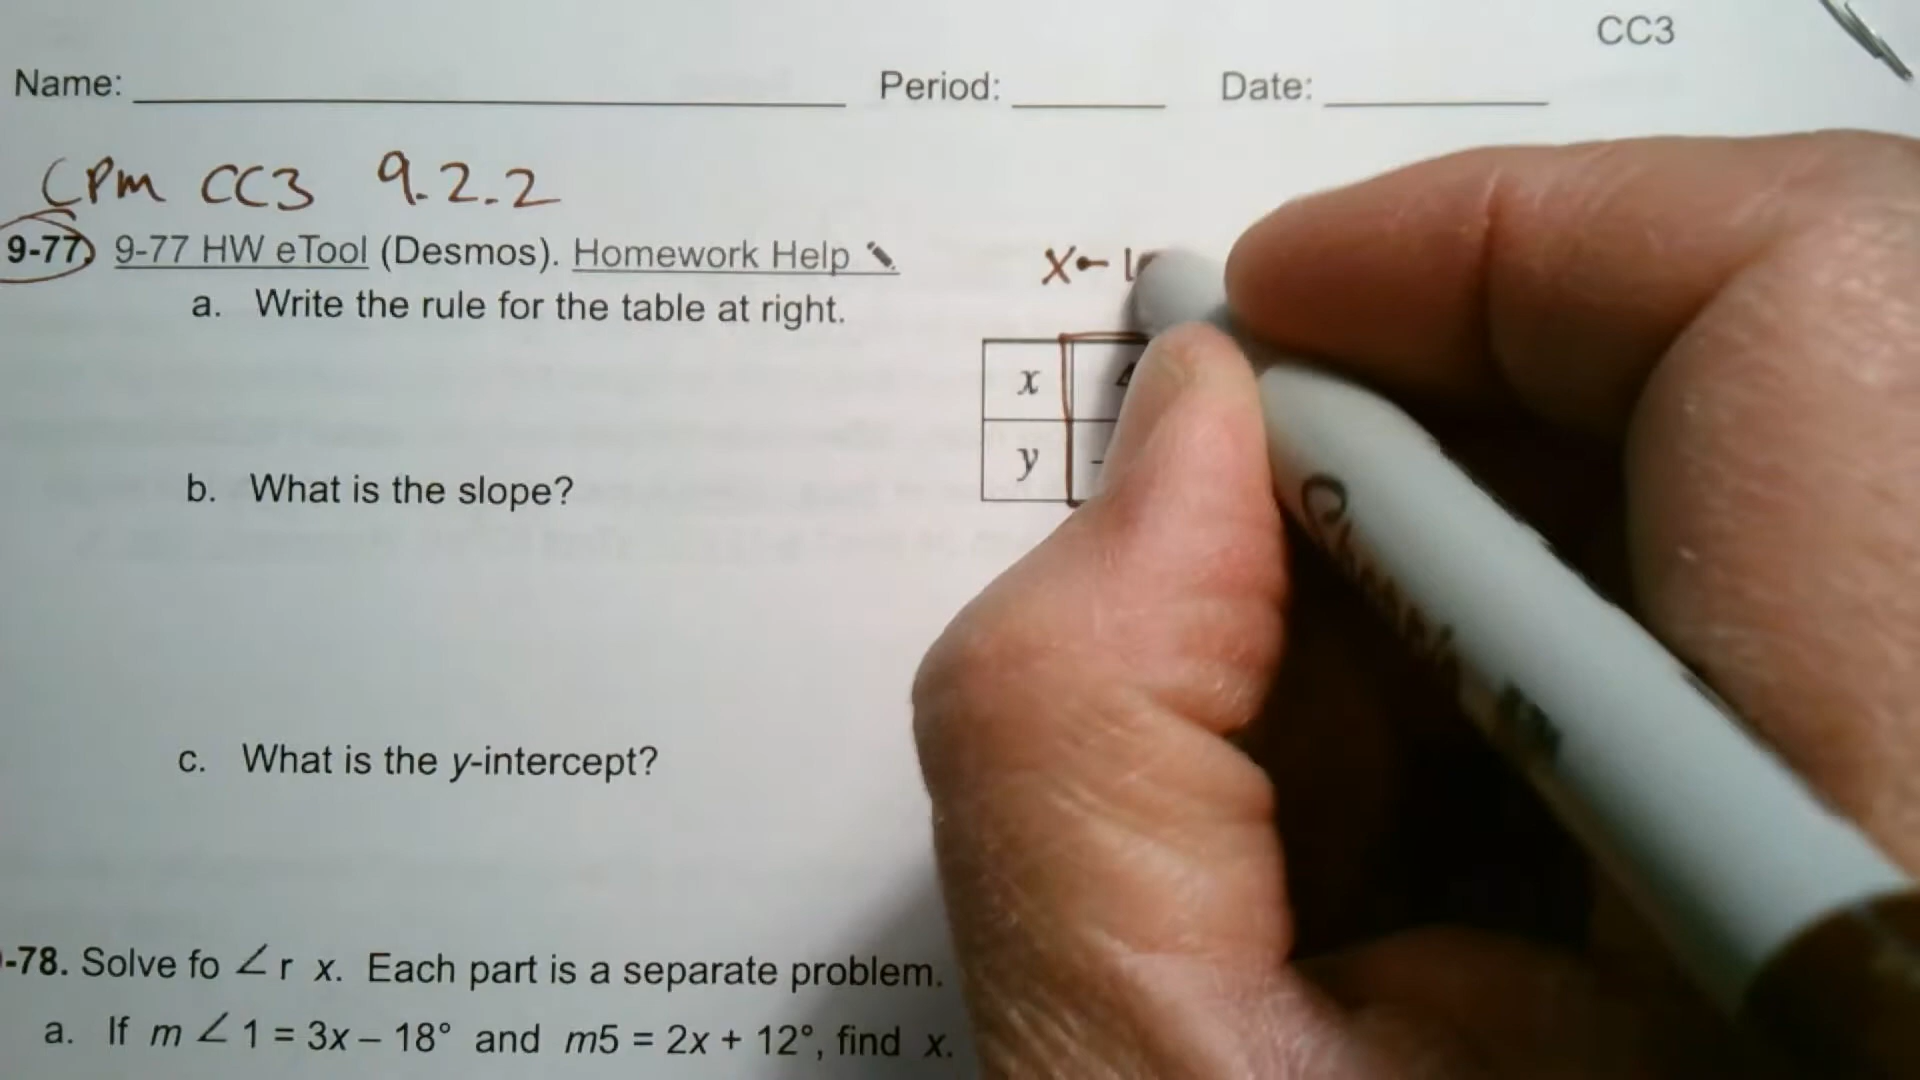 CC3
Name: Period: Date:
CPM CC3 9.2.2
9-77 9-77 HW eTool (Desmos). Homework Help
a. Write the rule for the table at right.
x
y
b. What is the slope?
c. What is the y-intercept?
-78. Solve fo ∠r x. Each part is a separate problem.
a. If m ∠ 1 = 3x – 18° and m5 = 2x + 12°, find x.